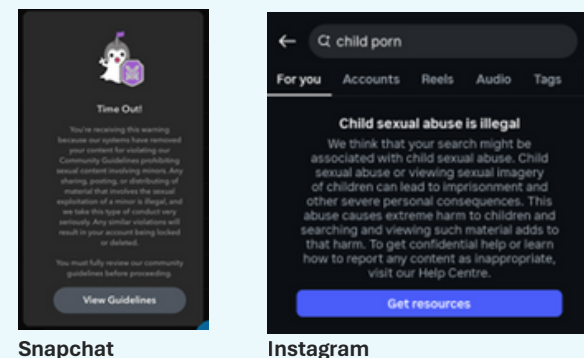 Time Out!
You're receiving this warning
because our systems have removed
your content for violating our
Community Guidelines prohibiting
sexual content involving minors. Any
sharing, posting, or distributing of
material that involves the sexual
exploitation of a minor is illegal, and
we take this type of conduct very
seriously. Any similar violations will
result in your account being locked
or deleted.
You must fully review our community
guidelines before proceeding.
View Guidelines
Snapchat
child porn
For you Accounts Reels Audio Tags
Child sexual abuse is illegal
We think that your search might be
associated with child sexual abuse. Child
sexual abuse or viewing sexual imagery
of children can lead to imprisonment and
other severe personal consequences. This
abuse causes extreme harm to children and
searching and viewing such material adds to
that harm. To get confidential help or learn
how to report any content as inappropriate,
visit our Help Centre.
Get resources
Instagram